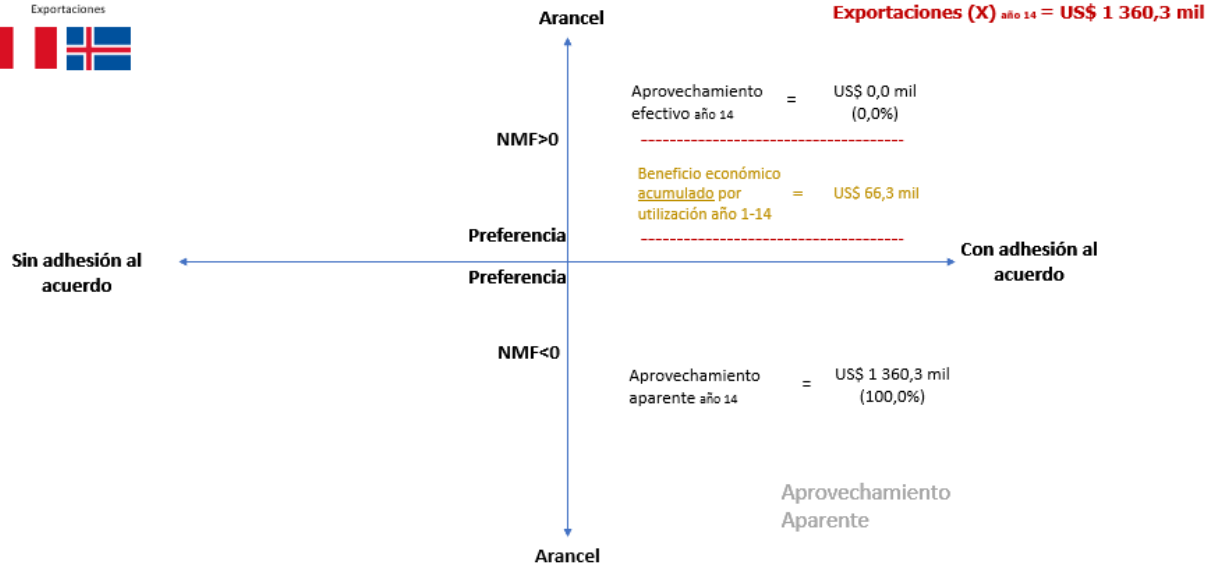 Exportaciones
Arancel
Exportaciones (X) año 14 = US$ 1 360,3 mil
Aprovechamiento
efectivo año 14
=
US$ 0,0 mil
(0,0%)
NMF>0
------------------------------------
Beneficio económico
acumulado por
utilización año 1-14
=
US$ 66,3 mil
Preferencia
------------------------------------
Sin adhesión al
acuerdo
Con adhesión al
acuerdo
Preferencia
NMF<0
Aprovechamiento
aparente año 14
=
US$ 1 360,3 mil
(100,0%)
Aprovechamiento
Aparente
Arancel